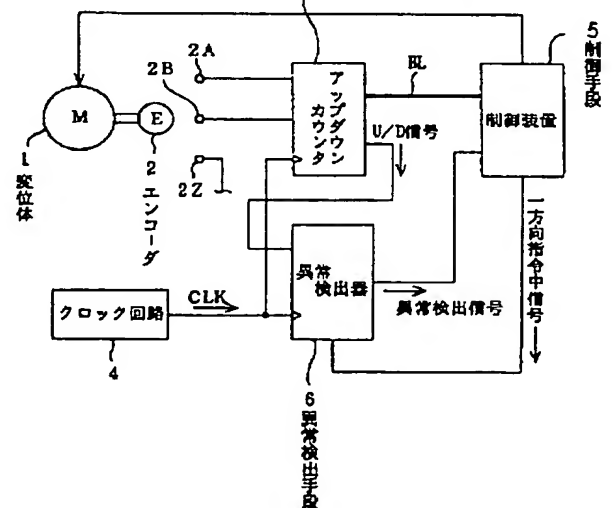 2A
2B
2Z
M
E
1 変位体
2 エンコーダ
アップダウン
カウンタ
BL
U/D信号
制御装置
5 制御手段
クロック回路
4
CLK
異常
検出器
異常検出信号
一方向指令中信号
6 異常検出手段